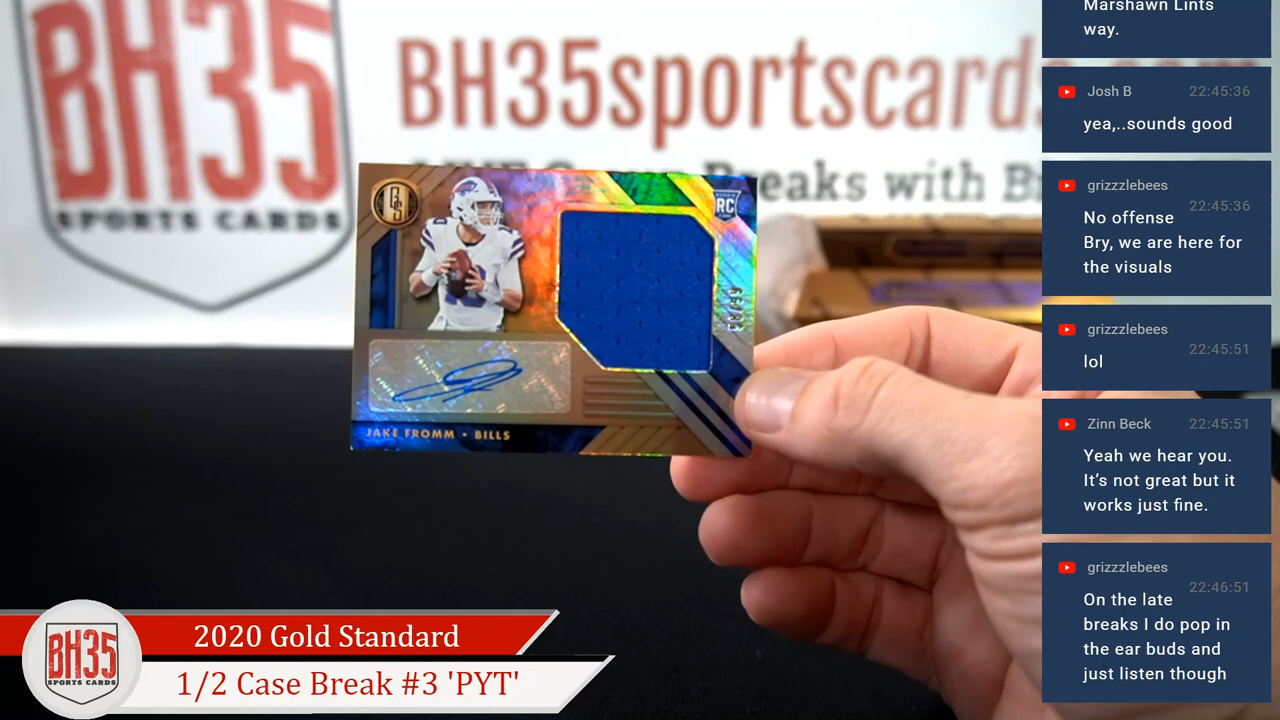 BH35
SPORTS CARDS
BH35sportscards
eaks with
RC
GS
JAKE FROMM • BILLS
2020 Gold Standard
1/2 Case Break #3 'PYT'
BH35
SPORTS CARDS
Marshawn Lints
way.
Josh B 22:45:36
yea,..sounds good
grizzzlebees 22:45:36
No offense
Bry, we are here for
the visuals
grizzzlebees 22:45:51
lol
Zinn Beck 22:45:51
Yeah we hear you.
It's not great but it
works just fine.
grizzzlebees 22:46:51
On the late
breaks I do pop in
the ear buds and
just listen though